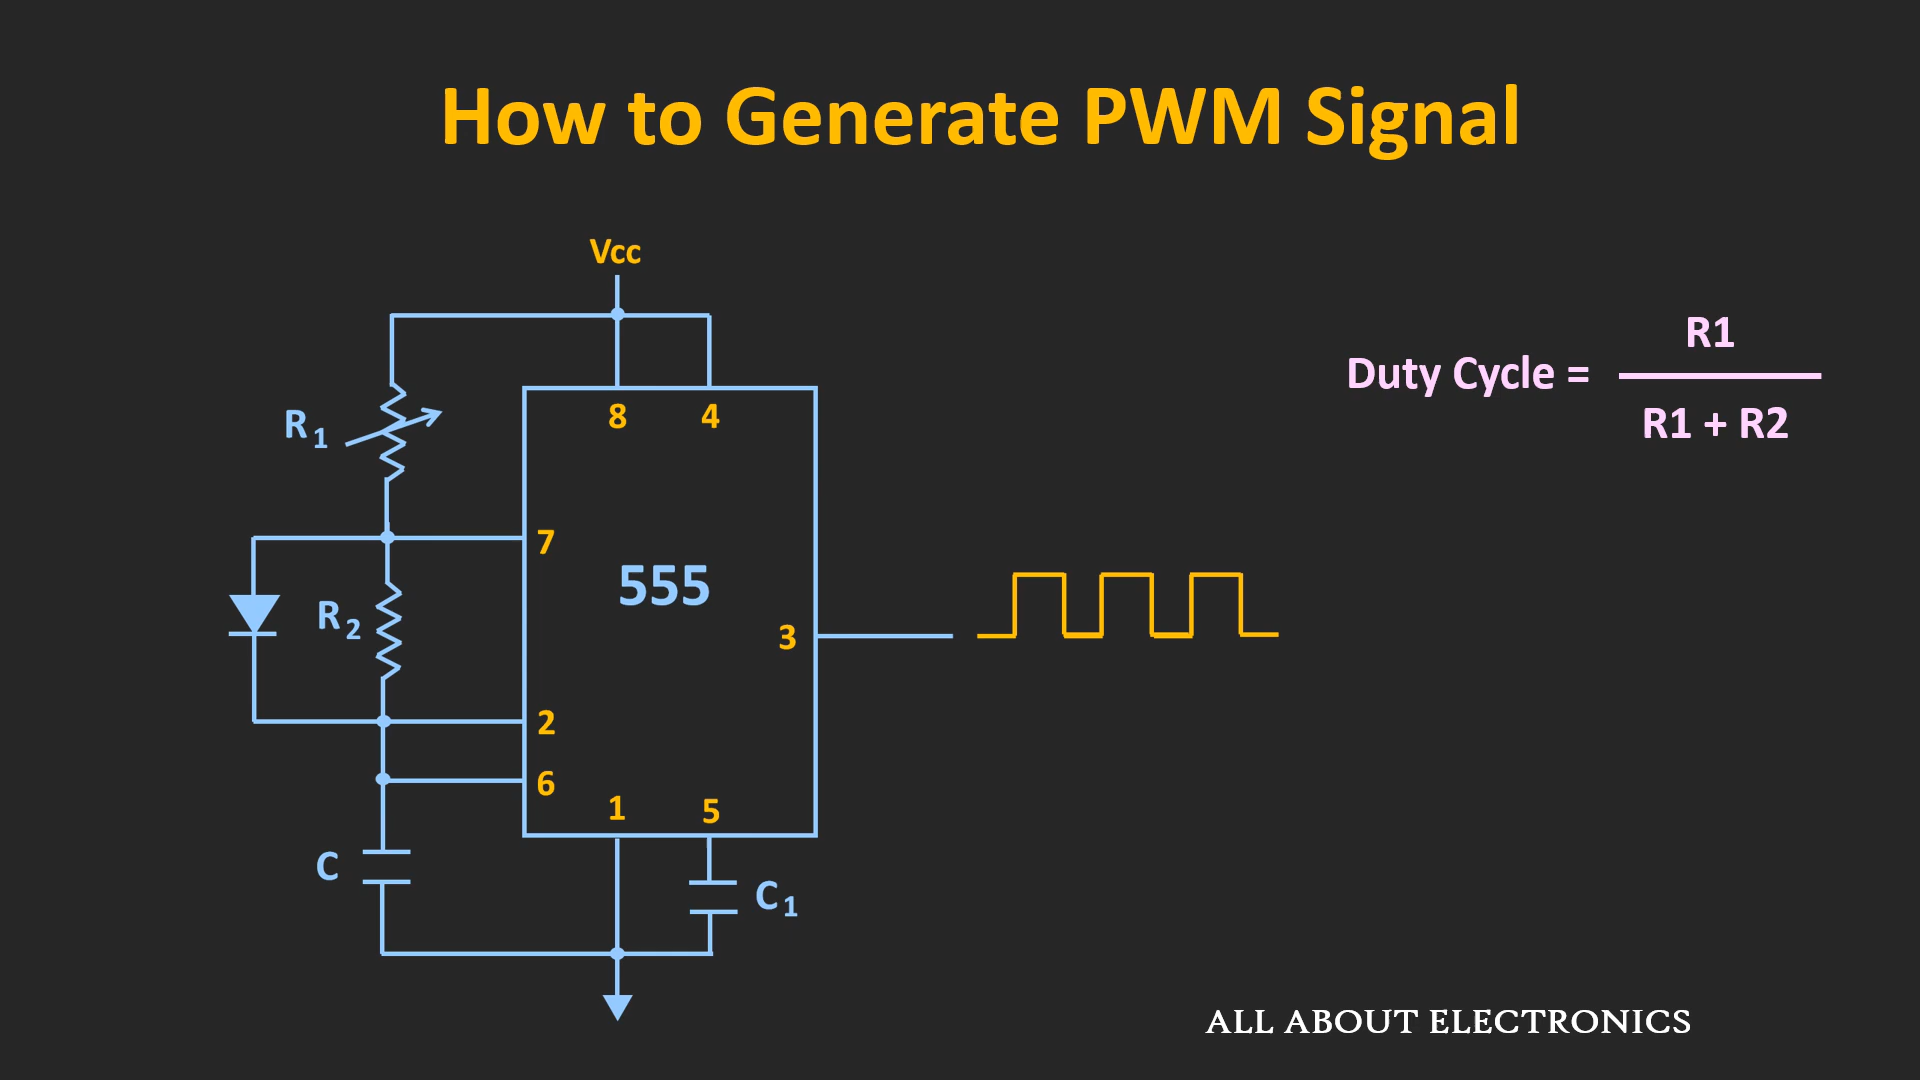 How to Generate PWM Signal
Vcc
R1
Duty Cycle =
R1 + R2
R1
8
4
7
555
R2
3
2
6
1
5
C
C1
ALL ABOUT ELECTRONICS